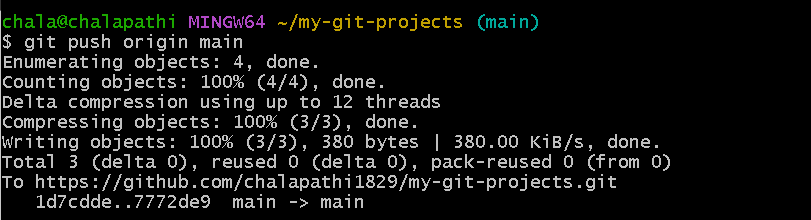 chala@chalapathi MINGW64 ~/my-git-projects (main)
$ git push origin main
Enumerating objects: 4, done.
Counting objects: 100% (4/4), done.
Delta compression using up to 12 threads
Compressing objects: 100% (3/3), done.
Writing objects: 100% (3/3), 380 bytes | 380.00 KiB/s, done.
Total 3 (delta 0), reused 0 (delta 0), pack-reused 0 (from 0)
To https://github.com/chalapathi1829/my-git-projects.git
   1d7cdde..7772de9  main -> main